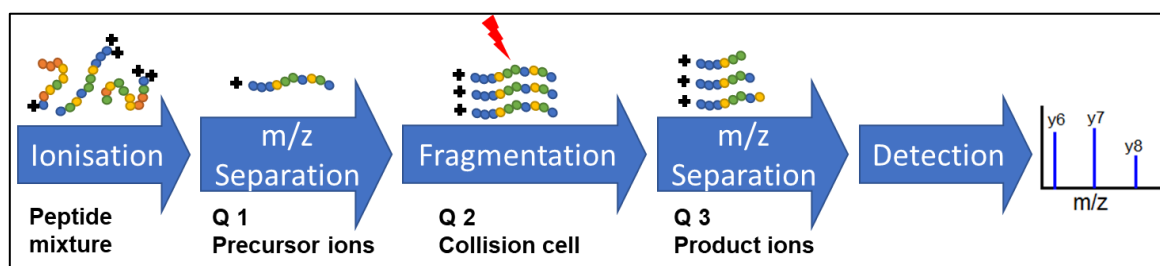 Ionisation
m/z
Separation
Fragmentation
m/z
Separation
Detection
y6
y7
y8
m/z
Peptide
mixture
Q 1
Precursor ions
Q 2
Collision cell
Q 3
Product ions